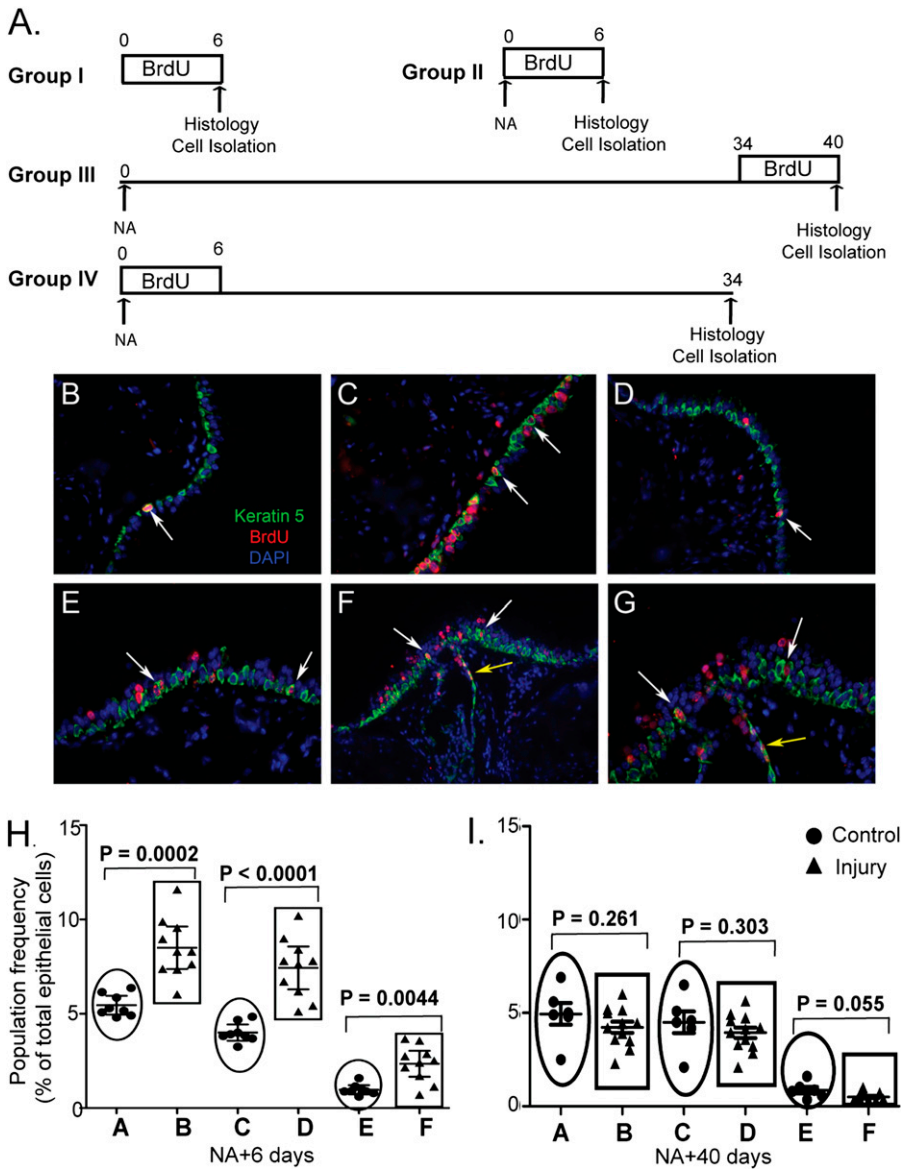 A.
0 6 0 6
Group I BrdU Group II BrdU
Histology
Cell Isolation
NA Histology
Cell Isolation
34 40
Group III 0 BrdU
NA Histology
Cell Isolation
0 6
Group IV BrdU 34
NA Histology
Cell Isolation
B C D
Keratin 5
BrdU
DAPI
E F G
H. I.
Population frequency
(% of total epithelial cells)
15 15
10 10
5 5
0 0
P = 0.0002
P < 0.0001
P = 0.0044
A B C D E F
NA+6 days
Control
Injury
P = 0.261
P = 0.303
P = 0.055
A B C D E F
NA+40 days